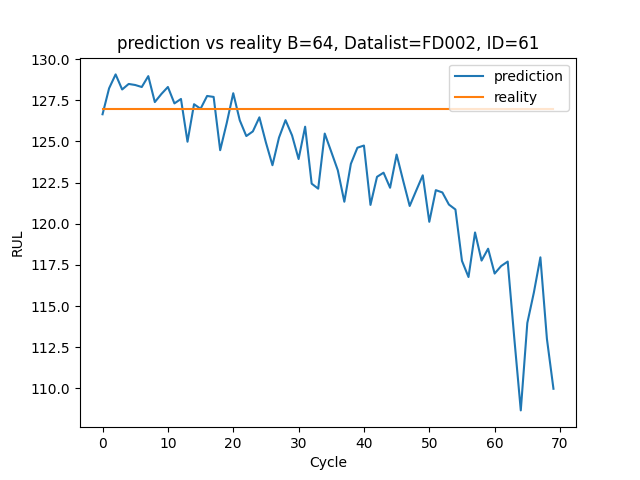 prediction vs reality B=64, Datalist=FD002, ID=61
130.0
127.5
125.0
122.5
120.0
117.5
115.0
112.5
110.0
RUL
prediction
reality
0 10 20 30 40 50 60 70
Cycle